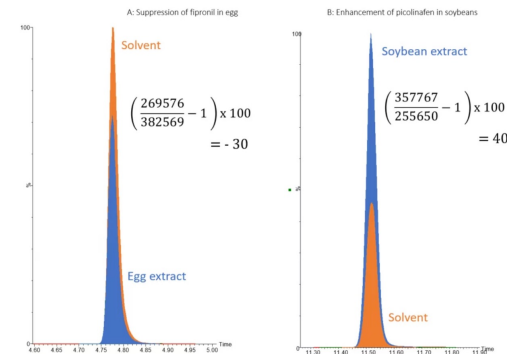 A: Suppression of fipronil in egg
100
Solvent
(269576/382569 − 1) x 100
= - 30
%
Egg extract
0
4.60 4.65 4.70 4.75 4.80 4.85 4.90 4.95 5.00
Time
B: Enhancement of picolinafen in soybeans
100
Soybean extract
(357767/255650 − 1) x 100
= 40
%
Solvent
0
11.30 11.40 11.50 11.60 11.70 11.80
Time